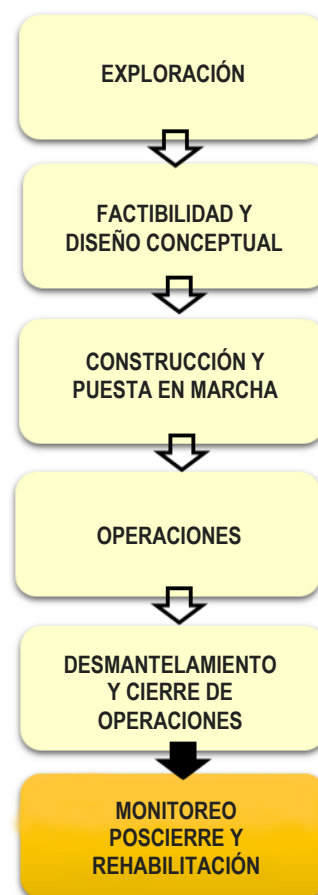 EXPLORACIÓN
FACTIBILIDAD Y
DISEÑO CONCEPTUAL
CONSTRUCCIÓN Y
PUESTA EN MARCHA
OPERACIONES
DESMANTELAMIENTO
Y CIERRE DE
OPERACIONES
MONITOREO
POSCIERRE Y
REHABILITACIÓN